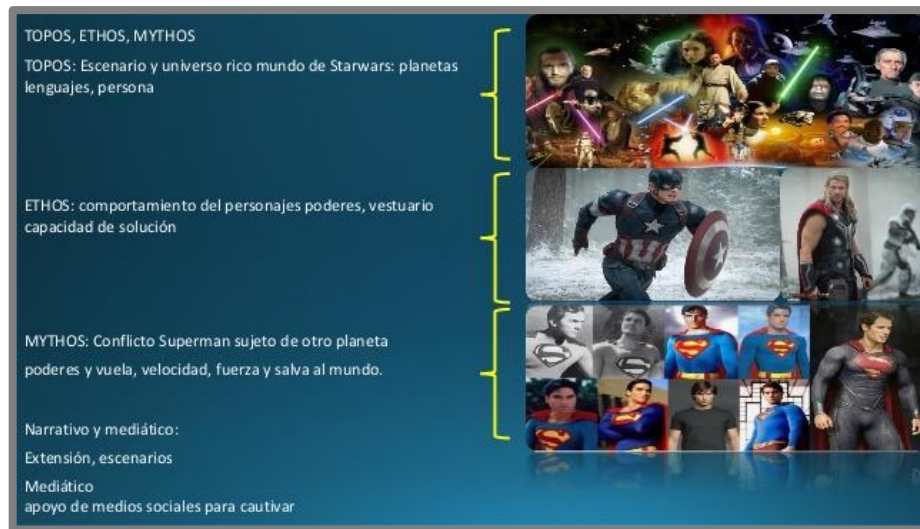 TOPOS, ETHOS, MYTHOS
TOPOS: Escenario y universo rico mundo de Starwars: planetas
lenguajes, persona
ETHOS: comportamiento del personajes poderes, vestuario
capacidad de solución
MYTHOS: Conflicto Superman sujeto de otro planeta
poderes y vuela, velocidad, fuerza y salva al mundo.
Narrativo y mediático:
Extensión, escenarios
Mediático
apoyo de medios sociales para cautivar